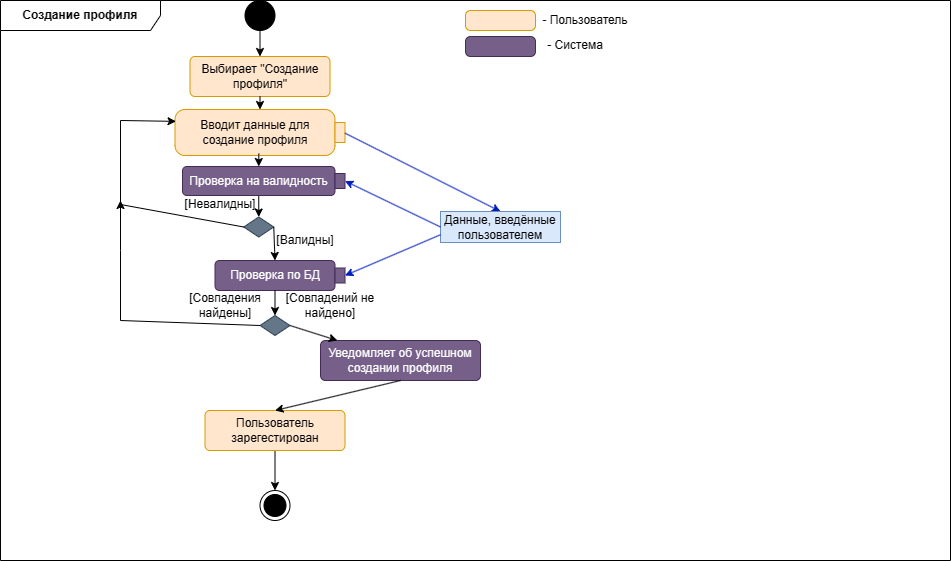 Создание профиля
- Пользователь
- Система
Выбирает "Создание
профиля"
Вводит данные для
создание профиля
Проверка на валидность
[Невалидны]
Данные, введённые
пользователем
[Валидны]
Проверка по БД
[Совпадения
найдены]
[Совпадений не
найдено]
Уведомляет об успешном
создании профиля
Пользователь
зарегестирован